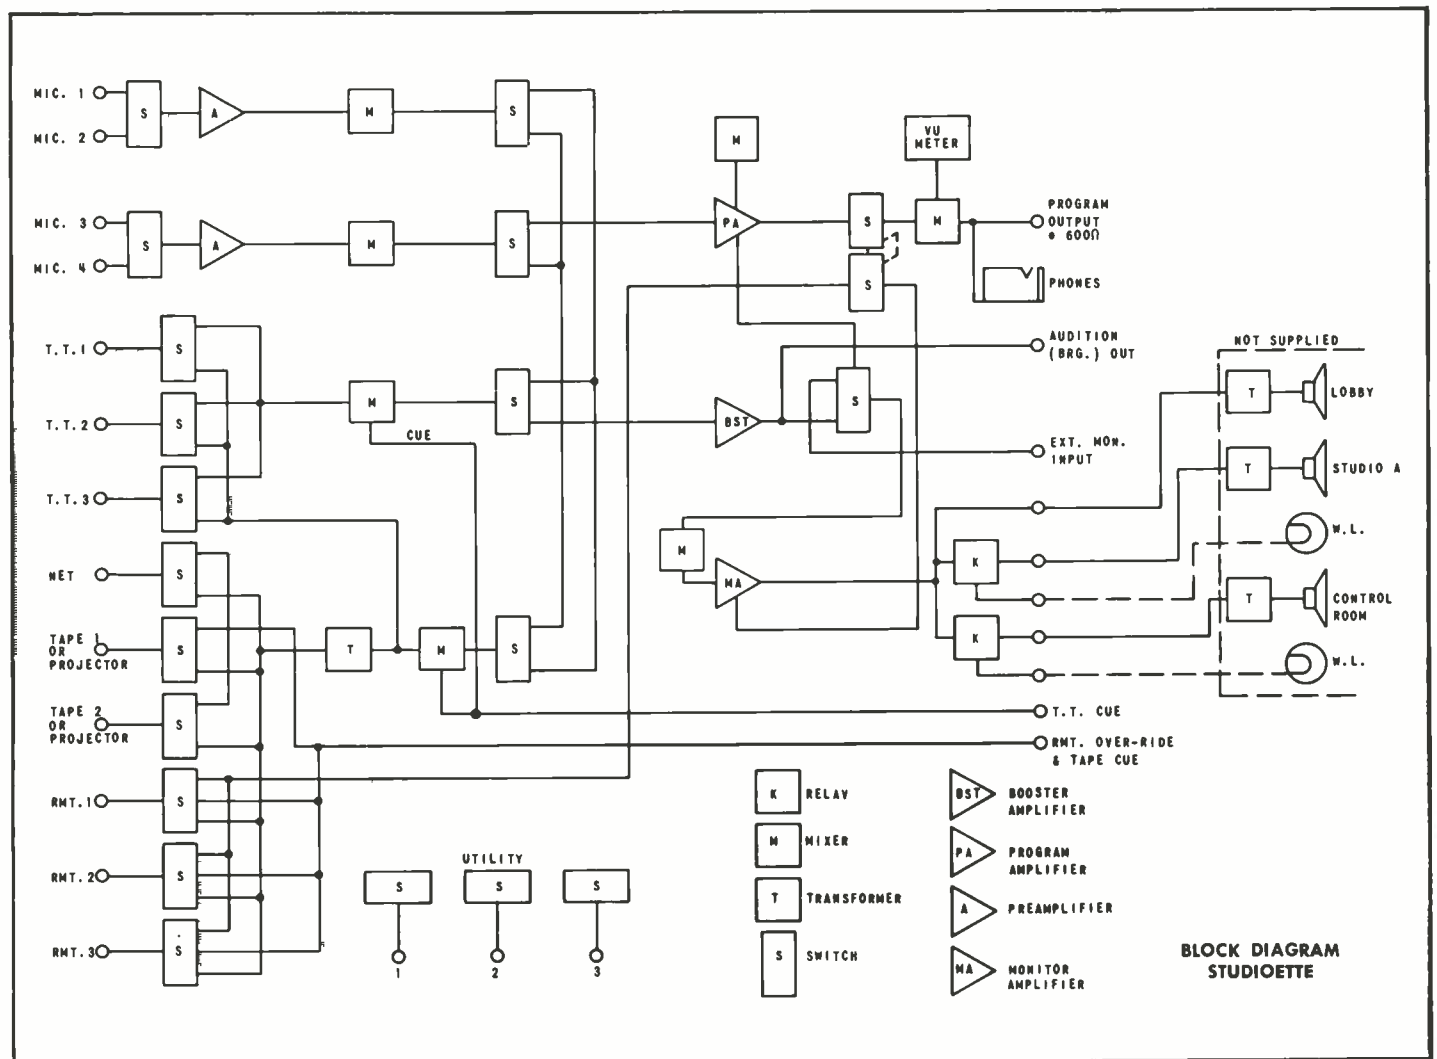 MIC. 1
S
A
M
S
MIC. 2
M
VU
METER
MIC. 3
S
A
M
S
PA
S
M
PROGRAM
OUTPUT
● 600Ω
MIC. 4
S
PHONES
T.T.1
S
AUDITION
(BRG.) OUT
NOT SUPPLIED
T
LOBBY
T.T.2
S
M
S
BST
S
CUE
EXT. MON.
INPUT
T
STUDIO A
T.T.3
S
W.L.
M
K
NET
S
MA
T
CONTROL
ROOM
TAPE 1
OR
PROJECTOR
S
T
M
S
K
W.L.
TAPE 2
OR
PROJECTOR
S
T.T. CUE
RMT. OVER-RIDE
& TAPE CUE
RMT.1
S
K
RELAY
BST
BOOSTER
AMPLIFIER
M
MIXER
PA
PROGRAM
AMPLIFIER
RMT.2
S
UTILITY
S
S
S
T
TRANSFORMER
A
PREAMPLIFIER
RMT.3
S
1
2
3
S
SWITCH
MA
MONITOR
AMPLIFIER
BLOCK DIAGRAM
STUDIOETTE